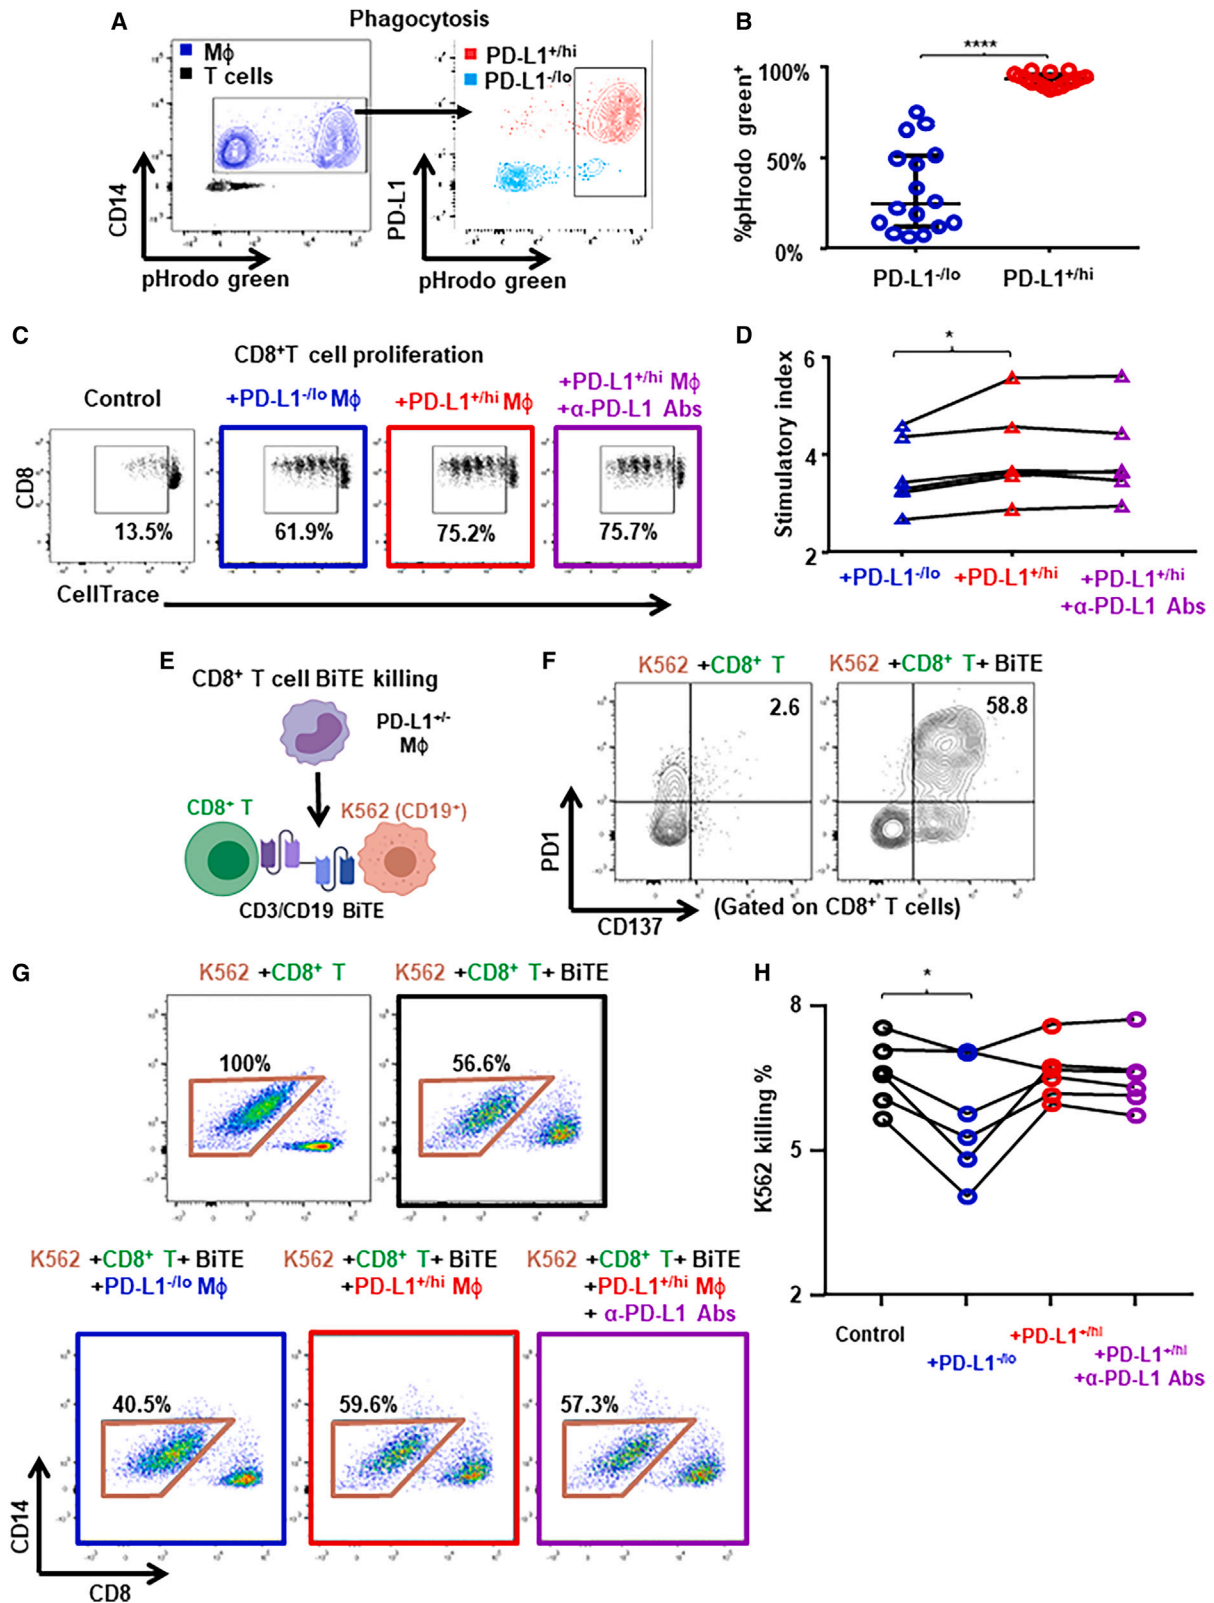 A
Phagocytosis
Mϕ
T cells
CD14
pHrodo green
PD-L1+/hi
PD-L1-/lo
PD-L1
pHrodo green
B
****
100%
50%
0%
%pHrodo green+
PD-L1-/lo
PD-L1+/hi
C
CD8+T cell proliferation
Control
+PD-L1-/lo Mϕ
+PD-L1+/hi Mϕ
+PD-L1+/hi Mϕ
+α-PD-L1 Abs
CD8
13.5%
61.9%
75.2%
75.7%
CellTrace
D
*
6
4
2
Stimulatory index
+PD-L1-/lo
+PD-L1+/hi
+PD-L1+/hi
+α-PD-L1 Abs
E
CD8+ T cell BiTE killing
PD-L1+/-
Mϕ
CD8+ T
K562 (CD19+)
CD3/CD19 BiTE
F
K562 +CD8+ T
K562 +CD8+ T+ BiTE
2.6
58.8
PD1
CD137
(Gated on CD8+ T cells)
G
K562 +CD8+ T
K562 +CD8+ T+ BiTE
100%
56.6%
K562 +CD8+ T+ BiTE
+PD-L1-/lo Mϕ
K562 +CD8+ T+ BiTE
+PD-L1+/hi Mϕ
K562 +CD8+ T+ BiTE
+PD-L1+/hi Mϕ
+ α-PD-L1 Abs
40.5%
59.6%
57.3%
CD14
CD8
H
*
8
5
2
K562 killing %
Control
+PD-L1-/lo
+PD-L1+/hi
+PD-L1+/hi
+α-PD-L1 Abs